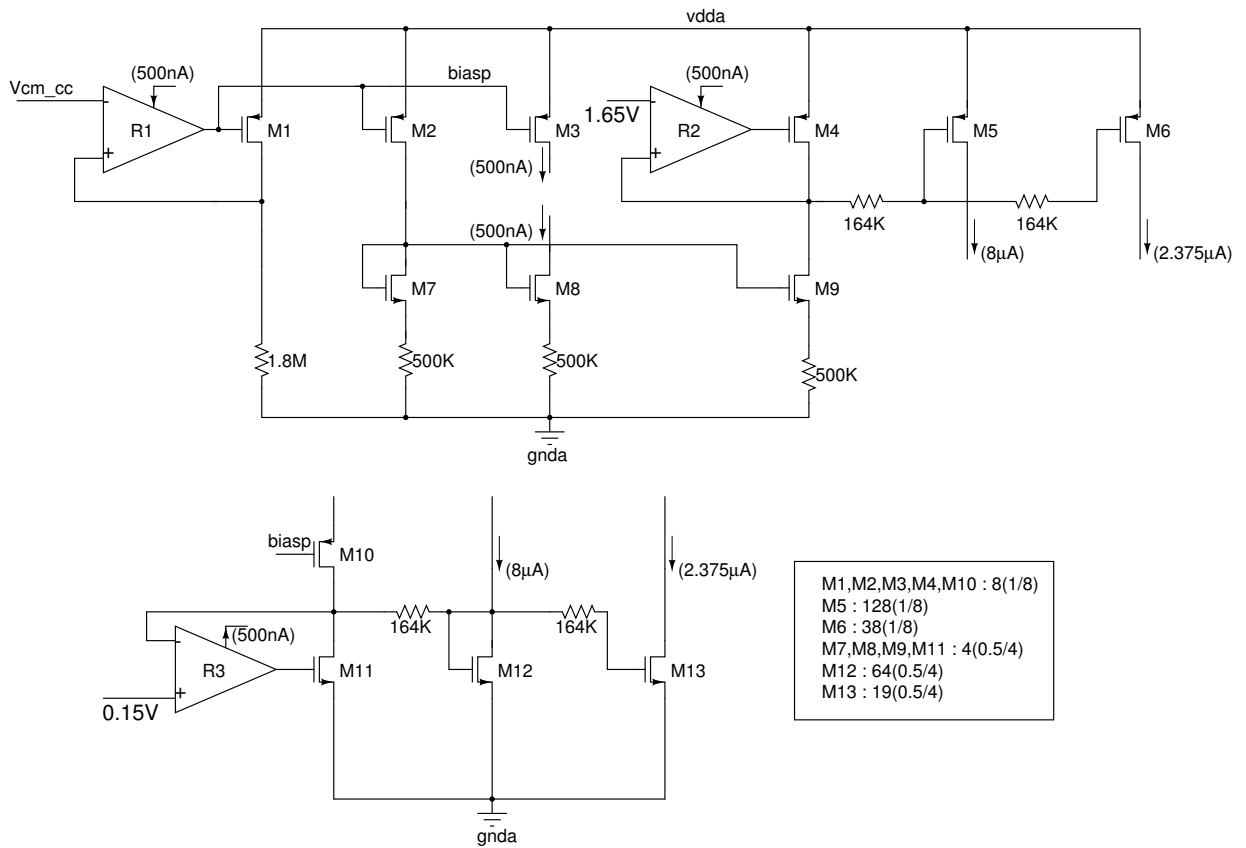 vdda
Vcm_cc
(500nA)
-
+
R1
biasp
M1
M2
M3
(500nA)
(500nA)
1.65V
(500nA)
-
+
R2
M4
M5
M6
164K
164K
(8µA)
(2.375µA)
M7
M8
M9
1.8M
500K
500K
500K
gnda
biasp
M10
(8µA)
(2.375µA)
164K
164K
-
+
(500nA)
R3
M11
M12
M13
0.15V
gnda
M1,M2,M3,M4,M10 : 8(1/8)
M5 : 128(1/8)
M6 : 38(1/8)
M7,M8,M9,M11 : 4(0.5/4)
M12 : 64(0.5/4)
M13 : 19(0.5/4)